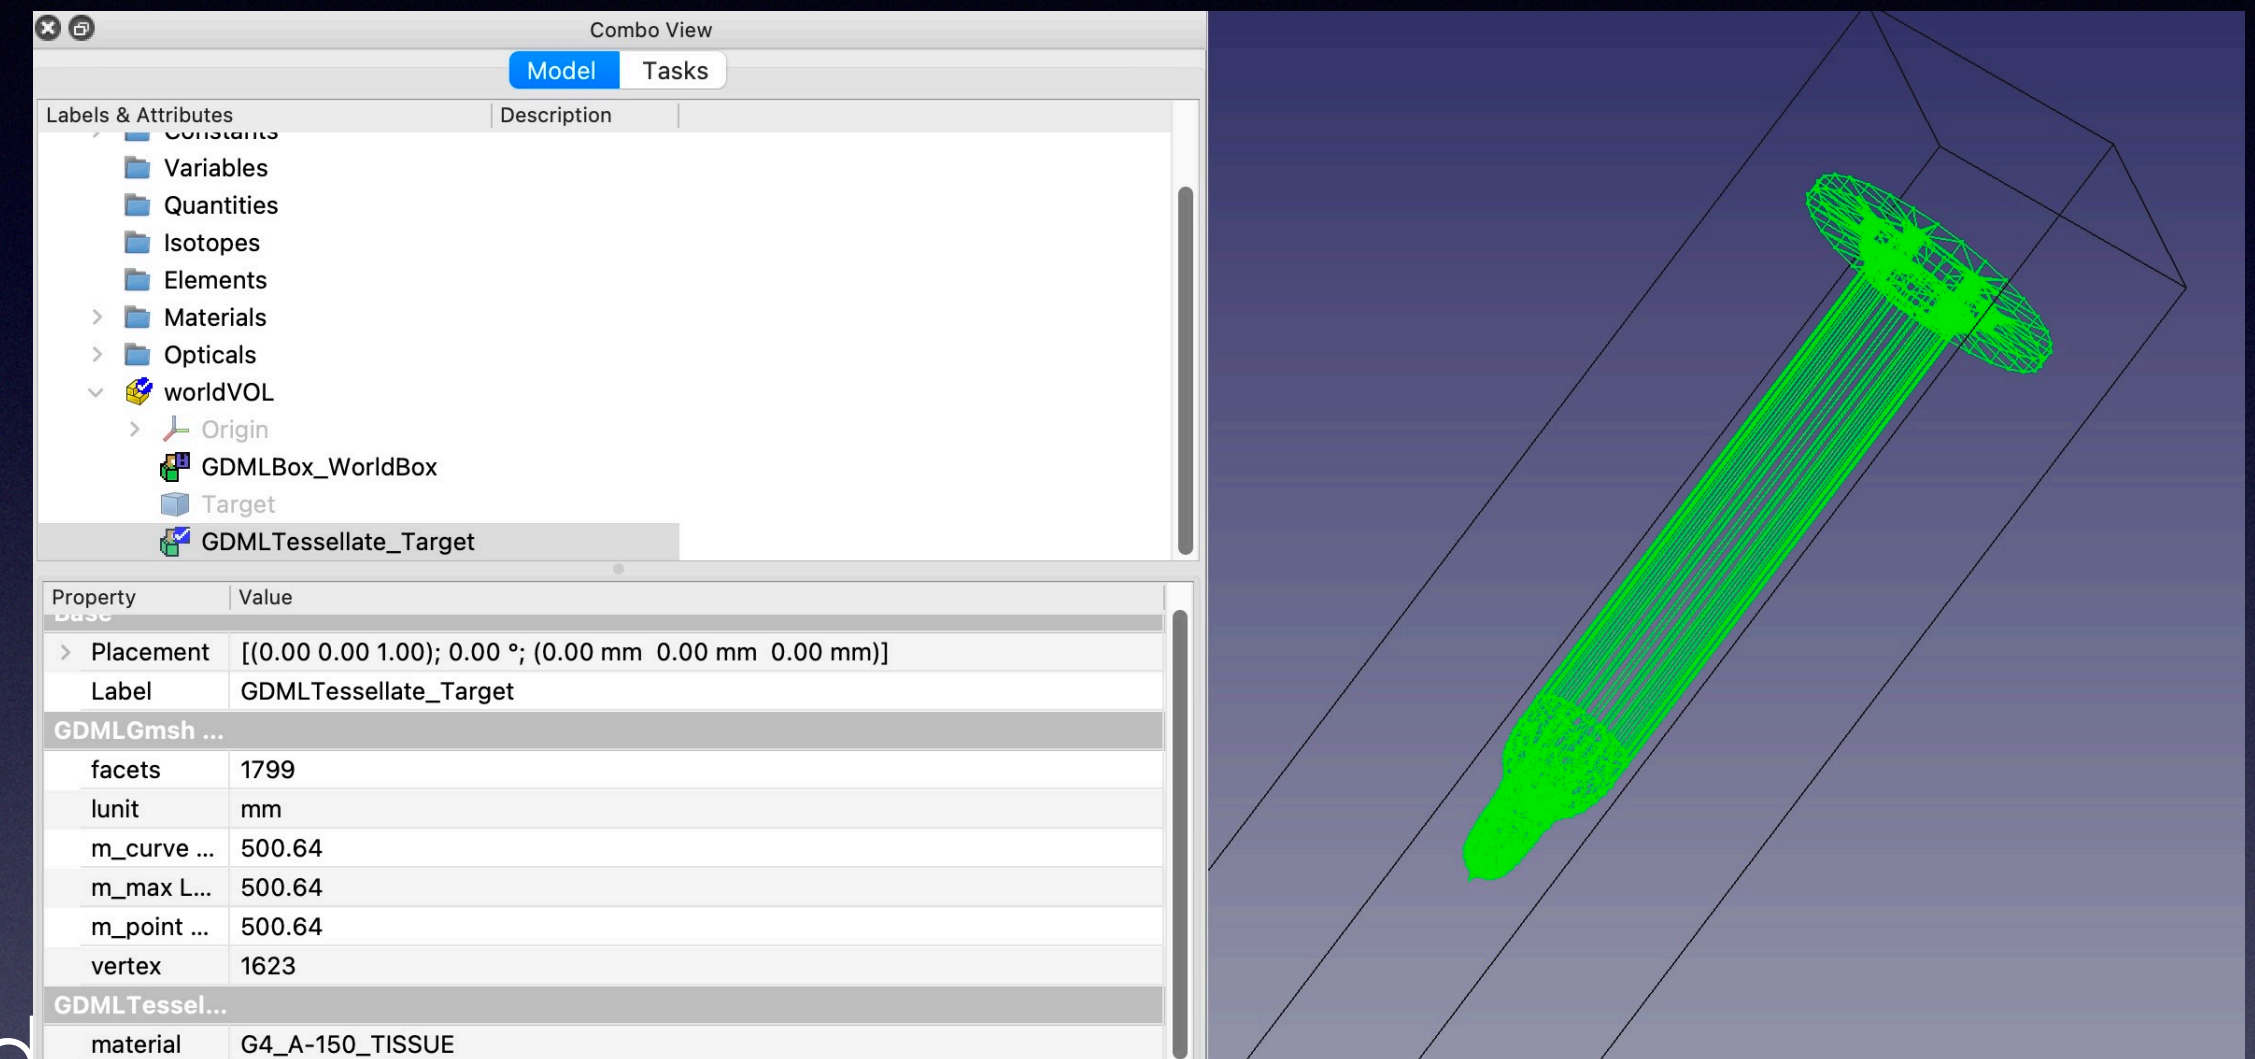 Combo View
Model Tasks
Labels & Attributes Description
Constants
Variables
Quantities
Isotopes
Elements
Materials
Opticals
worldVOL
Origin
GDMLBox_WorldBox
Target
GDMLTessellate_Target
Property Value
Base
Placement [(0.00 0.00 1.00); 0.00 °; (0.00 mm 0.00 mm 0.00 mm)]
Label GDMLTessellate_Target
GDMLGmsh ...
facets 1799
lunit mm
m_curve ... 500.64
m_max L... 500.64
m_point ... 500.64
vertex 1623
GDMLTessel...
material G4_A-150_TISSUE